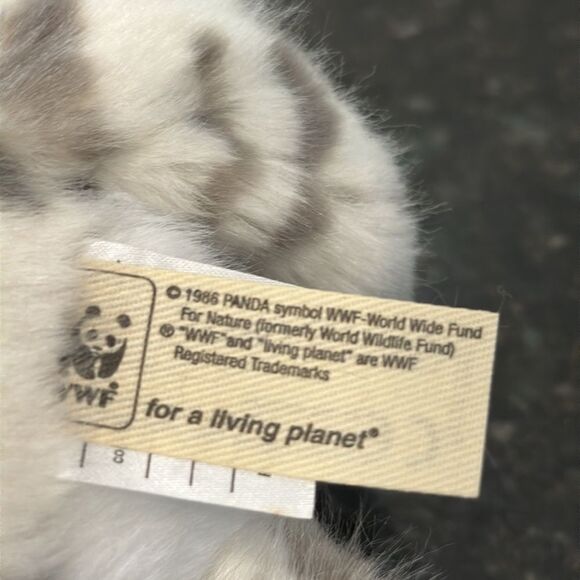 © 1986 PANDA symbol WWF-World Wide Fund
For Nature (formerly World Wildlife Fund)
® "WWF" and "living planet" are WWF
Registered Trademarks
WWF
for a living planet®
8